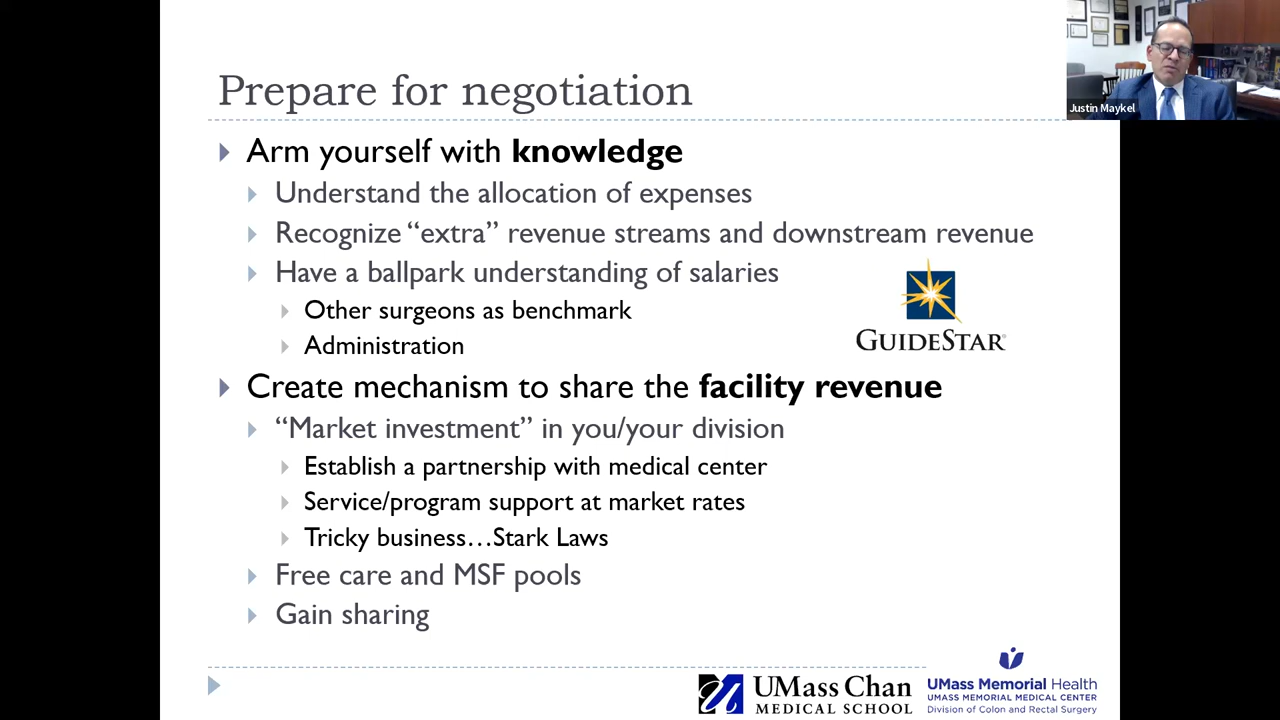 Prepare for negotiation
Justin Maykel
Arm yourself with knowledge
Understand the allocation of expenses
Recognize “extra” revenue streams and downstream revenue
Have a ballpark understanding of salaries
Other surgeons as benchmark
Administration
GUIDESTAR
Create mechanism to share the facility revenue
“Market investment” in you/your division
Establish a partnership with medical center
Service/program support at market rates
Tricky business…Stark Laws
Free care and MSF pools
Gain sharing
UMass Chan
MEDICAL SCHOOL
UMass Memorial Health
UMASS MEMORIAL MEDICAL CENTER
Division of Colon and Rectal Surgery